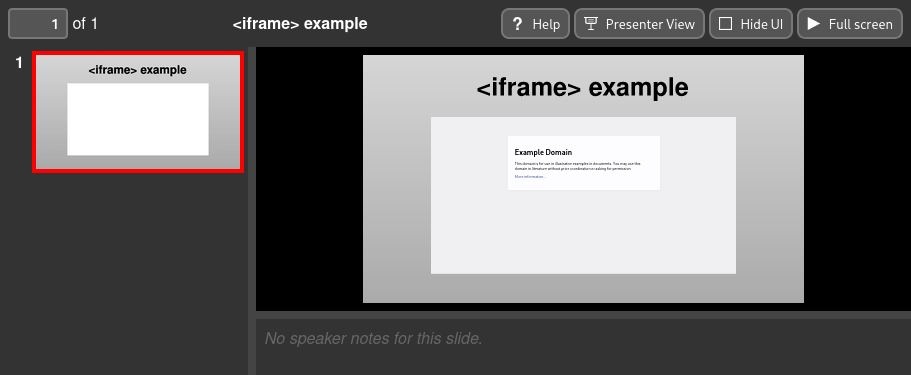 1 of 1
<iframe> example
? Help
Presenter View
Hide UI
Full screen
1
<iframe> example
<iframe> example
Example Domain
This domain is for use in illustrative examples in documents. You may use this
domain in literature without prior coordination or asking for permission.
More information...
No speaker notes for this slide.